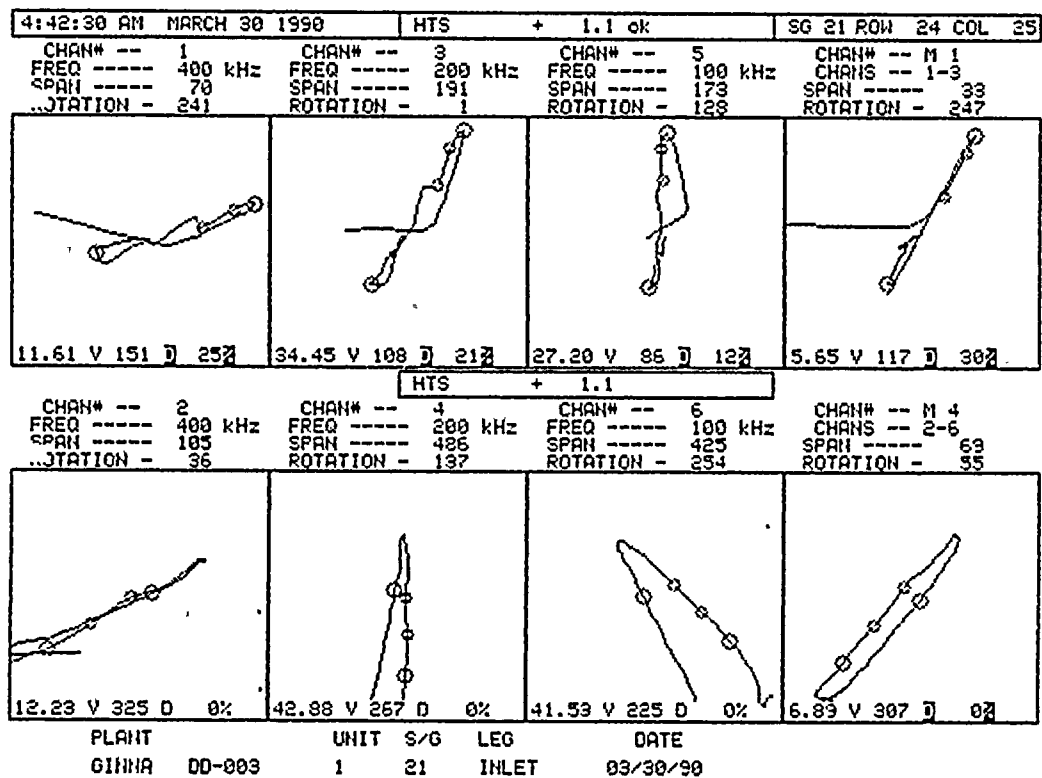 4:42:30 AM MARCH 30 1990 HTS + 1.1 ok SG 21 ROW 24 COL 25
CHAN# -- 1 CHAN# -- 3 CHAN# -- 5 CHAN# -- M 1
FREQ ----- 400 kHz FREQ ----- 200 kHz FREQ ----- 100 kHz CHANS -- 1-3
SPAN ----- 70 SPAN ----- 191 SPAN ----- 173 SPAN ----- 33
..OTATION - 241 ROTATION - 1 ROTATION - 128 ROTATION - 247
11.61 V 151 D 25% 34.45 V 108 D 21% 27.20 V 86 D 12% 5.65 V 117 D 30%
HTS + 1.1
CHAN# -- 2 CHAN# -- 4 CHAN# -- 6 CHAN# -- M 4
FREQ ----- 400 kHz FREQ ----- 200 kHz FREQ ----- 100 kHz CHANS -- 2-6
SPAN ----- 105 SPAN ----- 486 SPAN ----- 425 SPAN ----- 69
..OTATION - 36 ROTATION - 137 ROTATION - 254 ROTATION - 55
12.23 V 325 D 0% 42.88 V 267 D 0% 41.53 V 225 D 0% 6.89 V 307 D 0%
PLANT UNIT S/G LEG DATE
GINNA DD-003 1 21 INLET 03/30/90